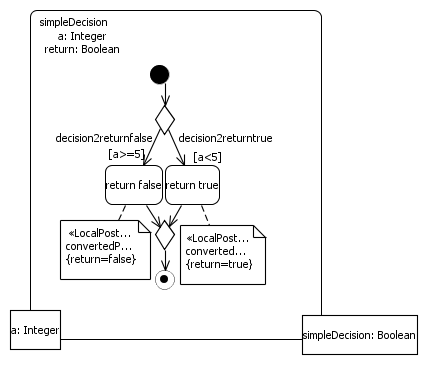 simpleDecision
a: Integer
return: Boolean
decision2returnfalse
decision2returntrue
[a>=5]
[a<5]
return false
return true
«LocalPost...
convertedP...
{return=false}
«LocalPost...
converted...
{return=true}
a: Integer
simpleDecision: Boolean